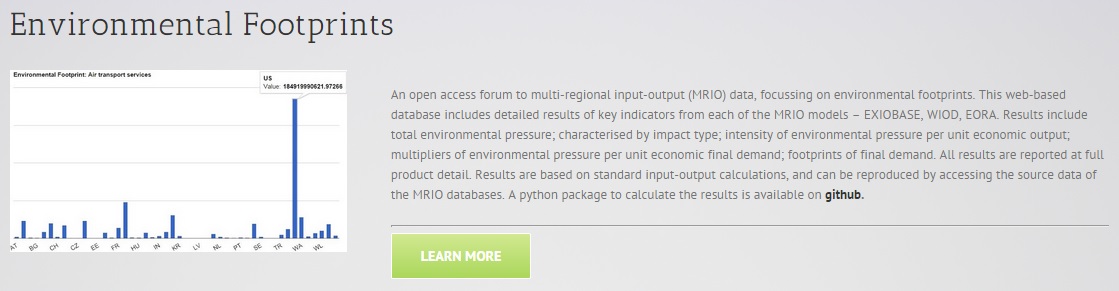 Environmental Footprints
Environmental Footprint: Air transport services
US
Value: 184919990621.97266
AT BG CH CZ EE FR HU IN KR LV NL PT SE TR WA WL
An open access forum to multi-regional input-output (MRIO) data, focussing on environmental footprints. This web-based
database includes detailed results of key indicators from each of the MRIO models – EXIOBASE, WIOD, EORA. Results include
total environmental pressure; characterised by impact type; intensity of environmental pressure per unit economic output;
multipliers of environmental pressure per unit economic final demand; footprints of final demand. All results are reported at full
product detail. Results are based on standard input-output calculations, and can be reproduced by accessing the source data of
the MRIO databases. A python package to calculate the results is available on github.
LEARN MORE